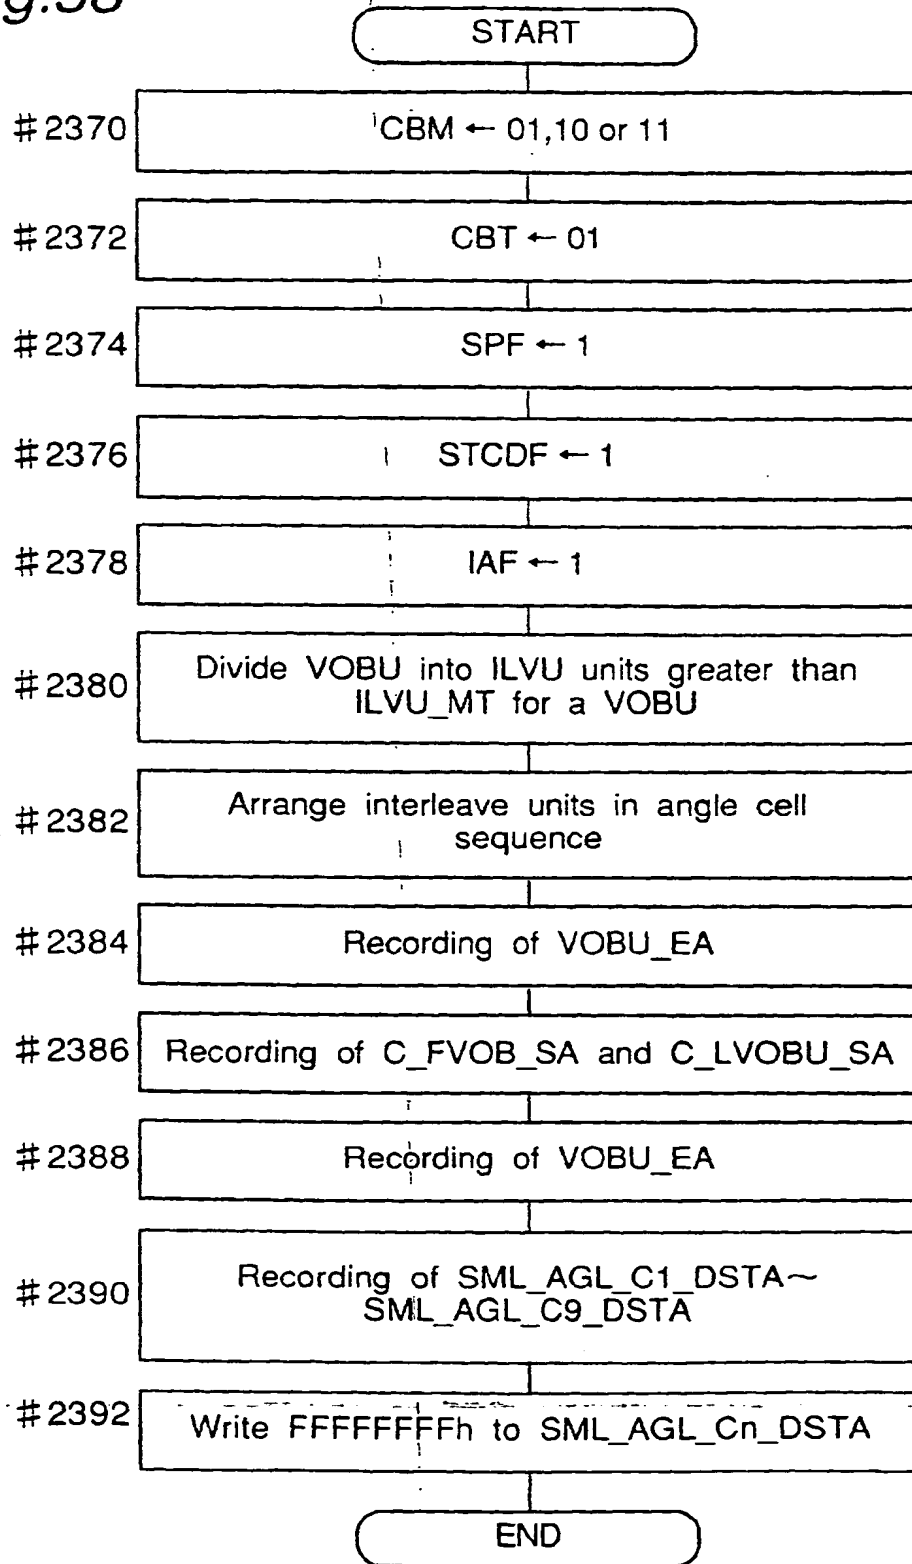 g.58
START
#2370 CBM ← 01,10 or 11
#2372 CBT ← 01
#2374 SPF ← 1
#2376 STCDF ← 1
#2378 IAF ← 1
#2380 Divide VOBU into ILVU units greater than
ILVU_MT for a VOBU
#2382 Arrange interleave units in angle cell
sequence
#2384 Recording of VOBU_EA
#2386 Recording of C_FVOB_SA and C_LVOBU_SA
#2388 Recording of VOBU_EA
#2390 Recording of SML_AGL_C1_DSTA~
SML_AGL_C9_DSTA
#2392 Write FFFFFFFFh to SML_AGL_Cn_DSTA
END